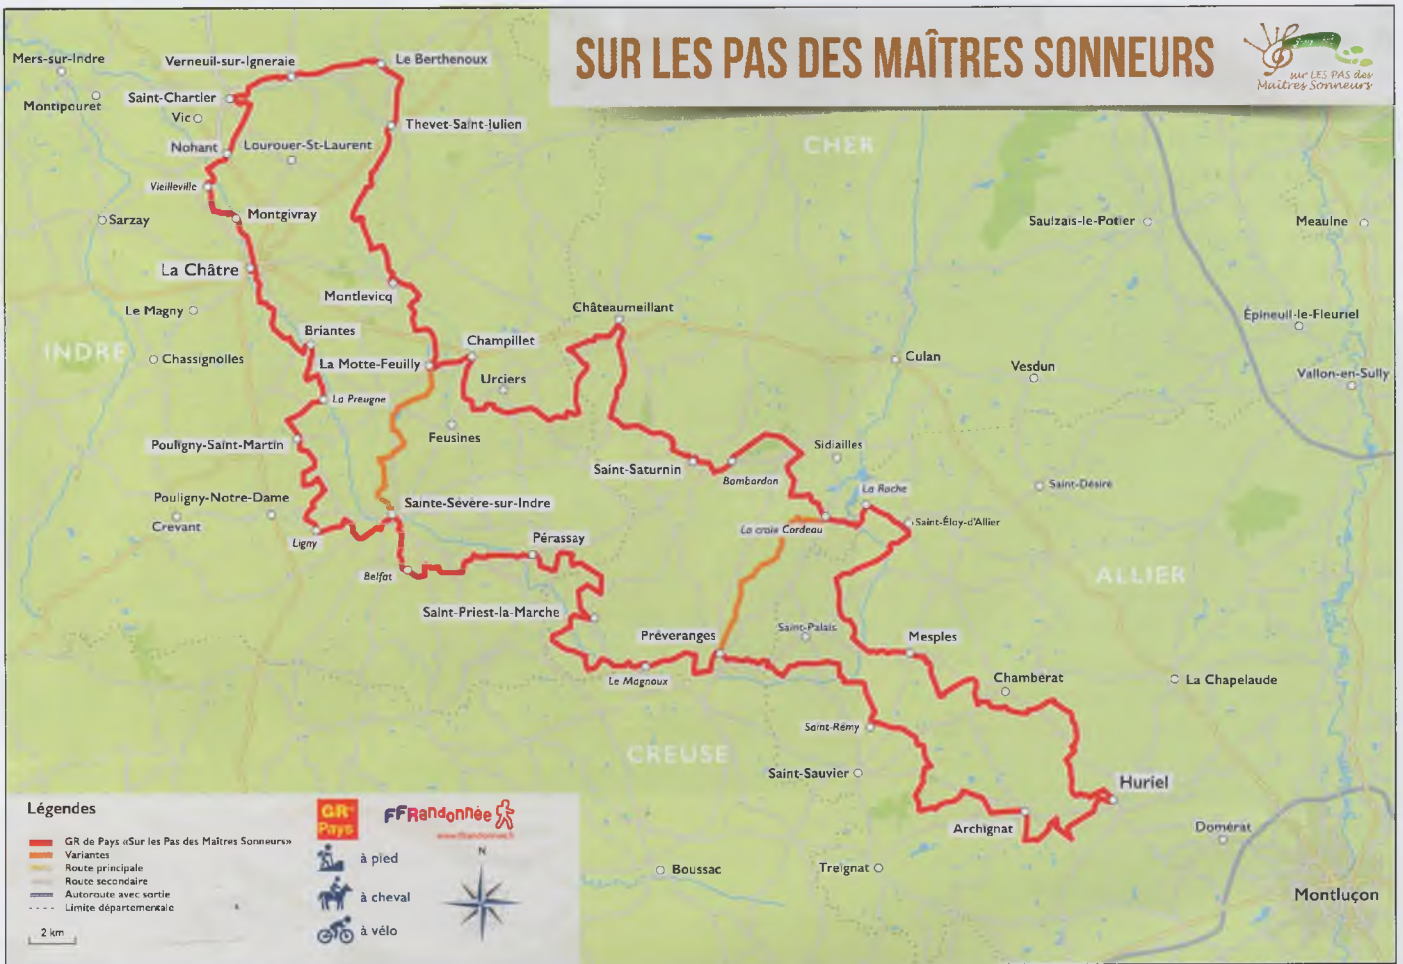 SUR LES PAS DES MAÎTRES SONNEURS
sur LES PAS des
Maîtres Sonneurs
Mers-sur-Indre
Verneuil-sur-Igneraie
Le Berthenoux
Montipouret
Saint-Chartier
Vic
Thevet-Saint-Julien
CHER
Nohant
Lourouer-St-Laurent
Vieilleville
Sarzay
Montgivray
Saulzais-le-Potier
Meaulne
La Châtre
Montlevicq
Le Magny
Châteaumeillant
Épineuil-le-Fleuriel
Briantes
Champillet
INDRE
Chassignolles
La Motte-Feuilly
Culan
Vesdun
Urciers
Vallon-en-Sully
La Preugne
Feusines
Pouligny-Saint-Martin
Sidiailles
Saint-Saturnin
Bombardon
La Roche
Saint-Désiré
Pouligny-Notre-Dame
Sainte-Sévère-sur-Indre
Crevant
La croix Cordeau
Saint-Éloy-d'Allier
Ligny
Pérassay
Belfat
ALLIER
Saint-Priest-la-Marche
Préveranges
Saint-Palais
Mesples
Le Magnoux
Chambérat
La Chapelaude
Saint-Rémy
CREUSE
Saint-Sauvier
Huriel
Archignat
Domérat
Boussac
Treignat
Montluçon
Légendes
GR de Pays «Sur les Pas des Maîtres Sonneurs»
Variantes
Route principale
Route secondaire
Autoroute avec sortie
Limite départementale
2 km
GR
Pays
FFRandonnée
www.ffrandonnee.fr
à pied
à cheval
à vélo
N